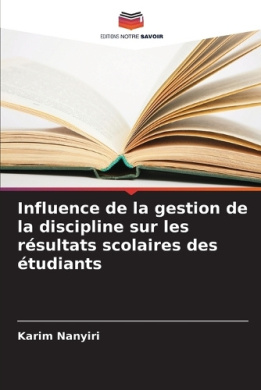 EDITIONS NOTRE SAVOIR
Influence de la gestion de
la discipline sur les
résultats scolaires des
étudiants
Karim Nanyiri